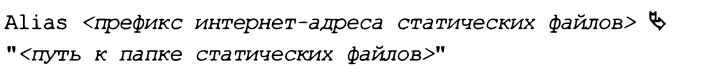 Alias <префикс интернет-адреса статических файлов> ⮷
"<путь к папке статических файлов>"